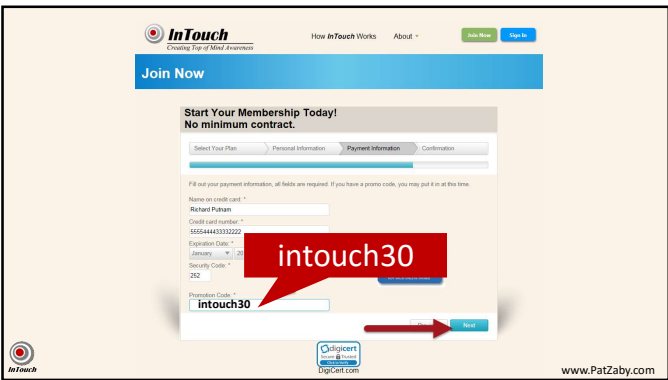 InTouch
Creating Top of Mind Awareness
How InTouch Works About
Join Now Sign In
Join Now
Start Your Membership Today!
No minimum contract.
Select Your Plan Personal Information Payment Information Confirmation
Fill out your payment information, all fields are required. If you have a promo code, you may put it in at this time.
Name on credit card: *
Richard Putnam
Credit card number: *
5555444433332222
Expiration Date: *
January 20
intouch30
Security Code: *
252
Promotion Code: *
intouch30
Next
digicert
Secure Trusted
DigiCert.com
InTouch
www.PatZaby.com